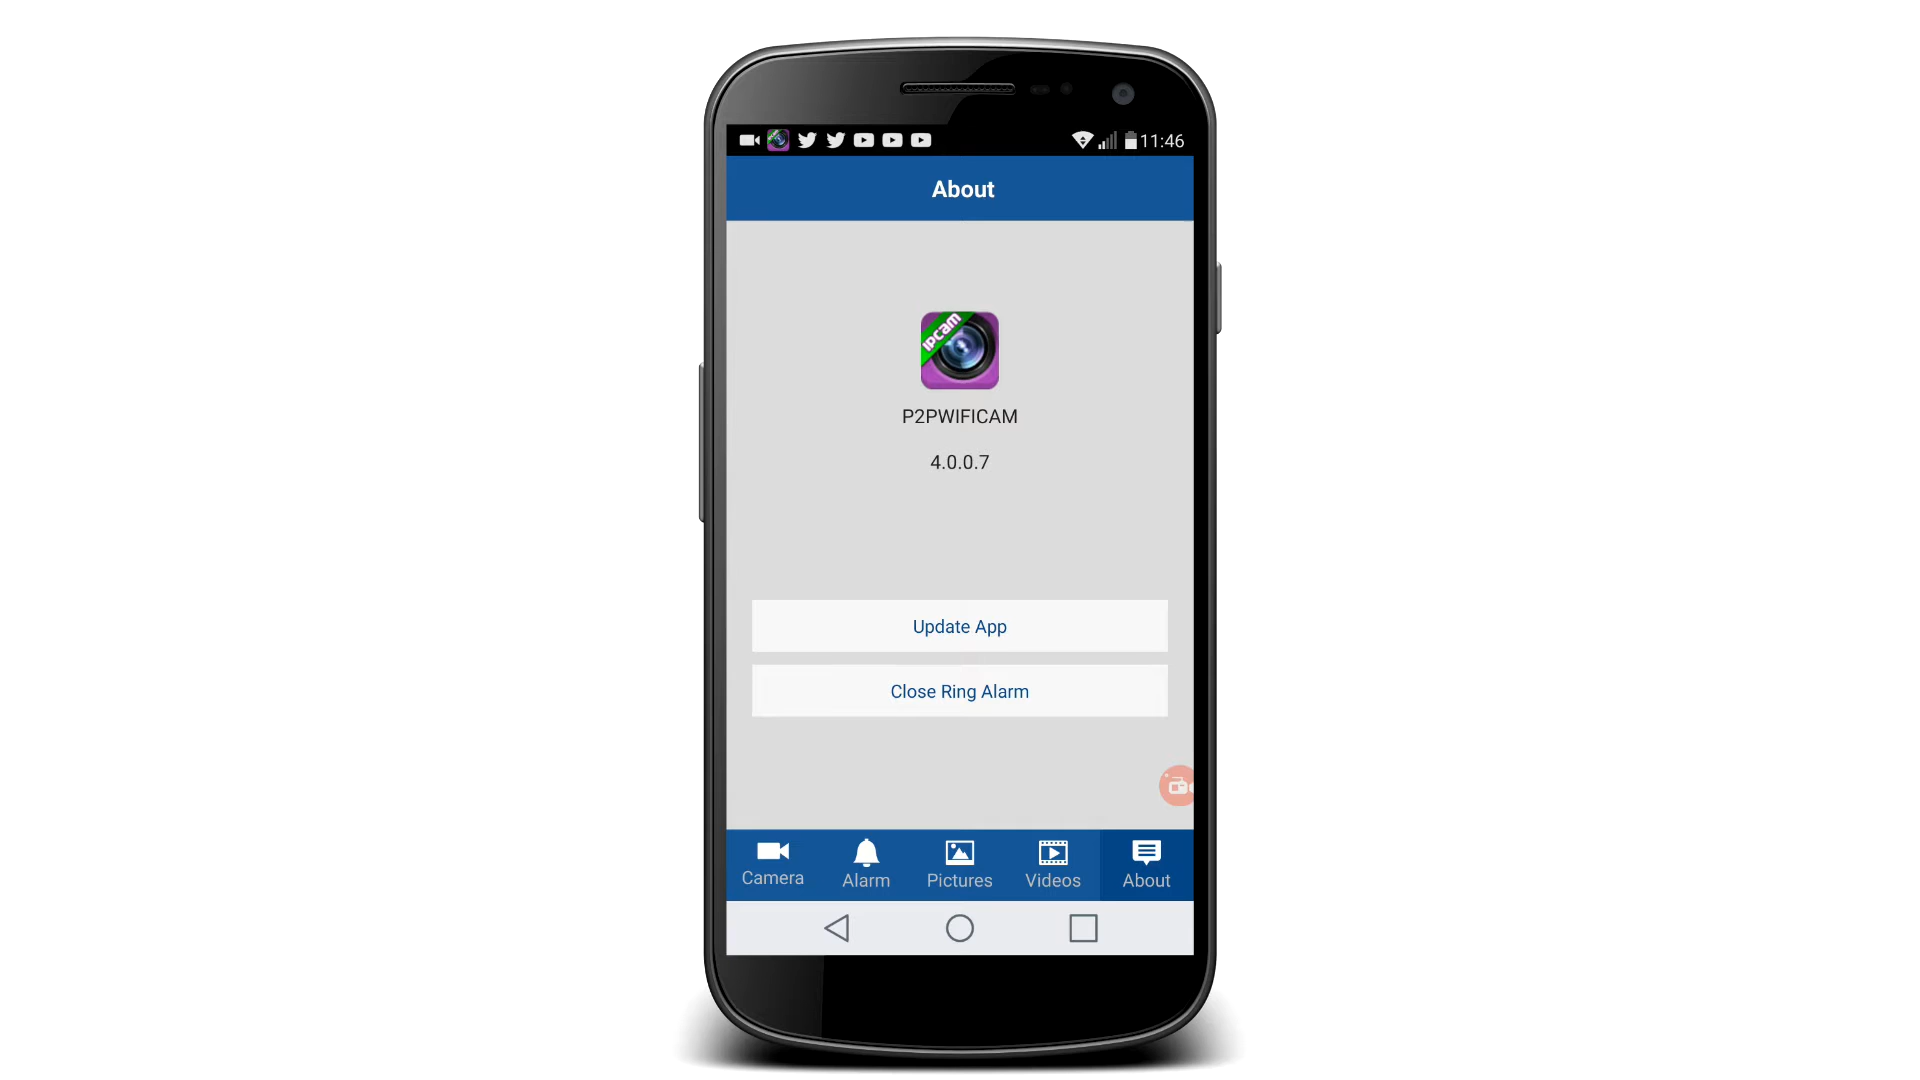 11:46
About
IPcam
P2PWIFICAM
4.0.0.7
Update App
Close Ring Alarm
Camera
Alarm
Pictures
Videos
About